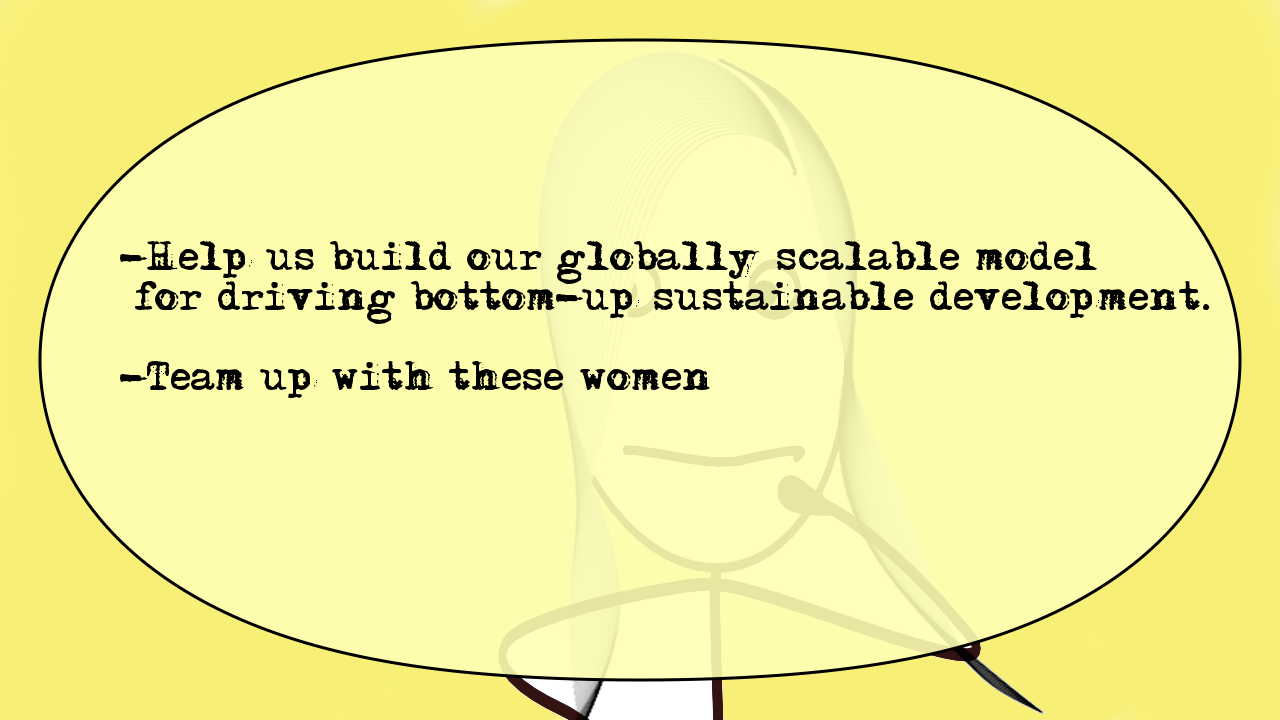 -Help us build our globally scalable model
for driving bottom-up sustainable development.
-Team up with these women